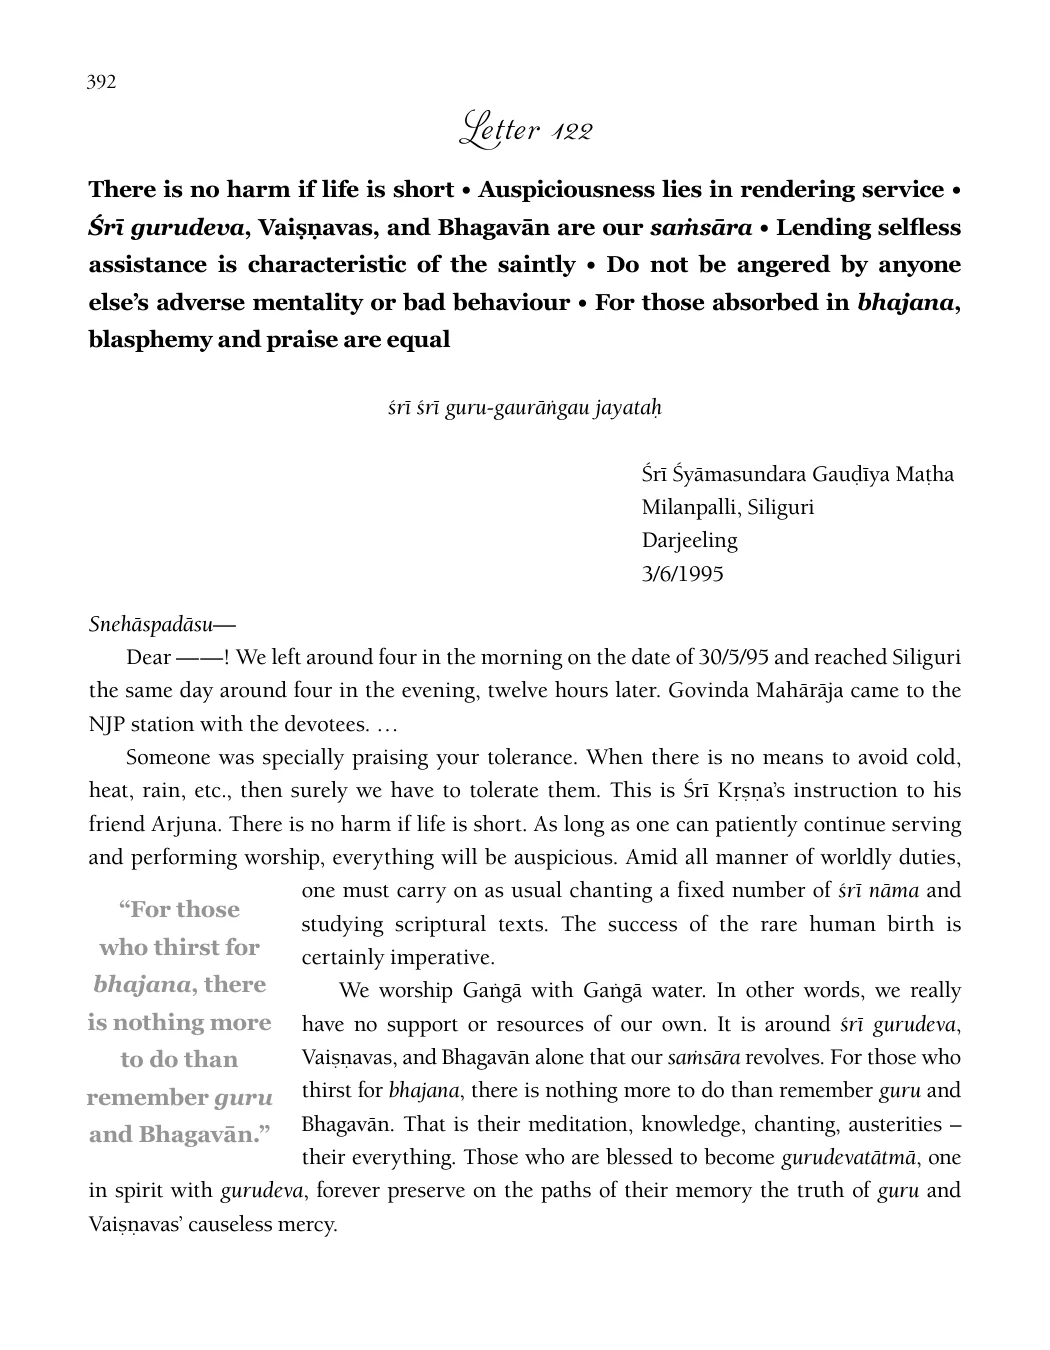 392
Letter 122
There is no harm if life is short • Auspiciousness lies in rendering service •
Śrī gurudeva, Vaiṣṇavas, and Bhagavān are our saṁsāra • Lending selfless
assistance is characteristic of the saintly • Do not be angered by anyone
else’s adverse mentality or bad behaviour • For those absorbed in bhajana,
blasphemy and praise are equal
śrī śrī guru-gaurāṅgau jayataḥ
Śrī Śyāmasundara Gauḍīya Maṭha
Milanpalli, Siliguri
Darjeeling
3/6/1995
Snehāspadāsu—
Dear ——! We left around four in the morning on the date of 30/5/95 and reached Siliguri
the same day around four in the evening, twelve hours later. Govinda Mahārāja came to the
NJP station with the devotees. …
Someone was specially praising your tolerance. When there is no means to avoid cold,
heat, rain, etc., then surely we have to tolerate them. This is Śrī Kṛṣṇa’s instruction to his
friend Arjuna. There is no harm if life is short. As long as one can patiently continue serving
and performing worship, everything will be auspicious. Amid all manner of worldly duties,
one must carry on as usual chanting a fixed number of śrī nāma and
studying scriptural texts. The success of the rare human birth is
certainly imperative.
“For those
who thirst for
bhajana, there
is nothing more
to do than
remember guru
and Bhagavān.”
We worship Gaṅgā with Gaṅgā water. In other words, we really
have no support or resources of our own. It is around śrī gurudeva,
Vaiṣṇavas, and Bhagavān alone that our saṁsāra revolves. For those who
thirst for bhajana, there is nothing more to do than remember guru and
Bhagavān. That is their meditation, knowledge, chanting, austerities –
their everything. Those who are blessed to become gurudevatātmā, one
in spirit with gurudeva, forever preserve on the paths of their memory the truth of guru and
Vaiṣṇavas’ causeless mercy.